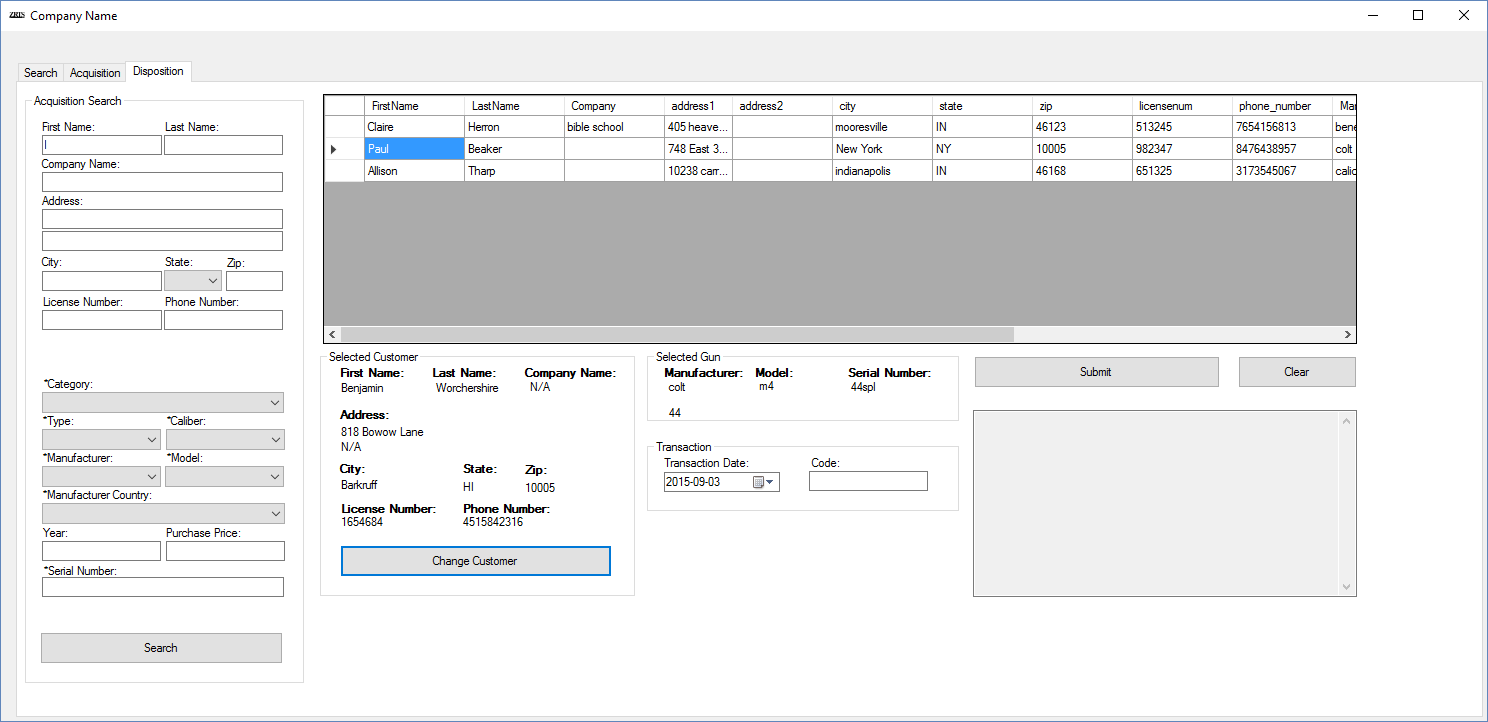 ZRIS Company Name
Search Acquisition Disposition
Acquisition Search
First Name: Last Name:
Company Name:
Address:
City: State: Zip:
License Number: Phone Number:
*Category:
*Type: *Caliber:
*Manufacturer: *Model:
*Manufacturer Country:
Year: Purchase Price:
*Serial Number:
Search
FirstName LastName Company address1 address2 city state zip licensenum phone_number Mar
Claire Herron bible school 405 heave... mooresville IN 46123 513245 7654156813 bene
Paul Beaker 748 East 3... New York NY 10005 982347 8476438957 colt
Allison Tharp 10238 carr... indianapolis IN 46168 651325 3173545067 calic
Selected Customer
First Name: Last Name: Company Name:
Benjamin Worchershire N/A
Address:
818 Bowow Lane
N/A
City: State: Zip:
Barkruff HI 10005
License Number: Phone Number:
1654684 4515842316
Change Customer
Selected Gun
Manufacturer: Model: Serial Number:
colt m4 44spl
44
Transaction
Transaction Date: Code:
2015-09-03
Submit Clear